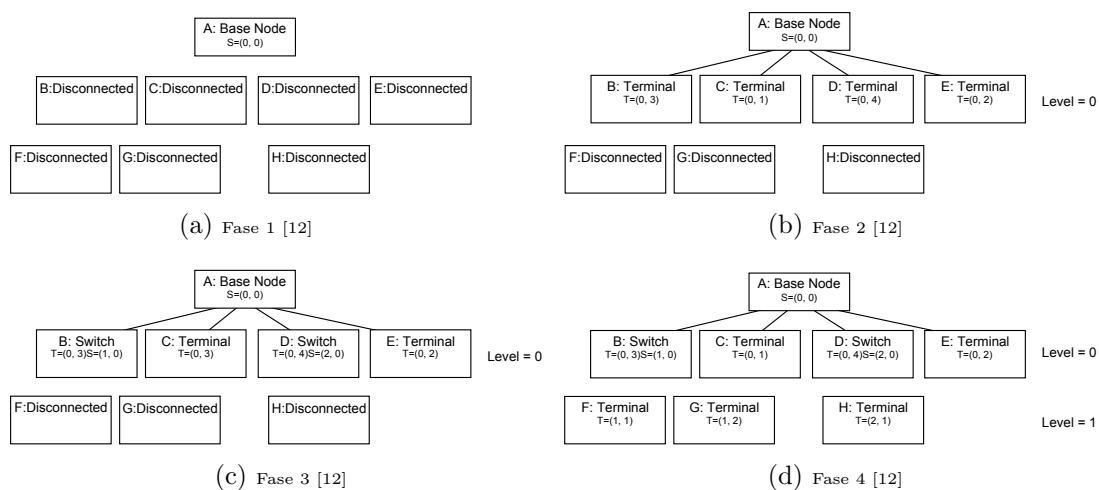 A: Base Node
S=(0, 0)
B:Disconnected C:Disconnected D:Disconnected E:Disconnected
F:Disconnected G:Disconnected H:Disconnected
(a) Fase 1 [12]
A: Base Node
S=(0, 0)
B: Terminal C: Terminal D: Terminal E: Terminal
T=(0, 3) T=(0, 1) T=(0, 4) T=(0, 2)
Level = 0
F:Disconnected G:Disconnected H:Disconnected
(b) Fase 2 [12]
A: Base Node
S=(0, 0)
B: Switch C: Terminal D: Switch E: Terminal
T=(0, 3)S=(1, 0) T=(0, 3) T=(0, 4)S=(2, 0) T=(0, 2)
Level = 0
F:Disconnected G:Disconnected H:Disconnected
(c) Fase 3 [12]
A: Base Node
S=(0, 0)
B: Switch C: Terminal D: Switch E: Terminal
T=(0, 3)S=(1, 0) T=(0, 1) T=(0, 4)S=(2, 0) T=(0, 2)
Level = 0
F: Terminal G: Terminal H: Terminal
T=(1, 1) T=(1, 2) T=(2, 1)
Level = 1
(d) Fase 4 [12]